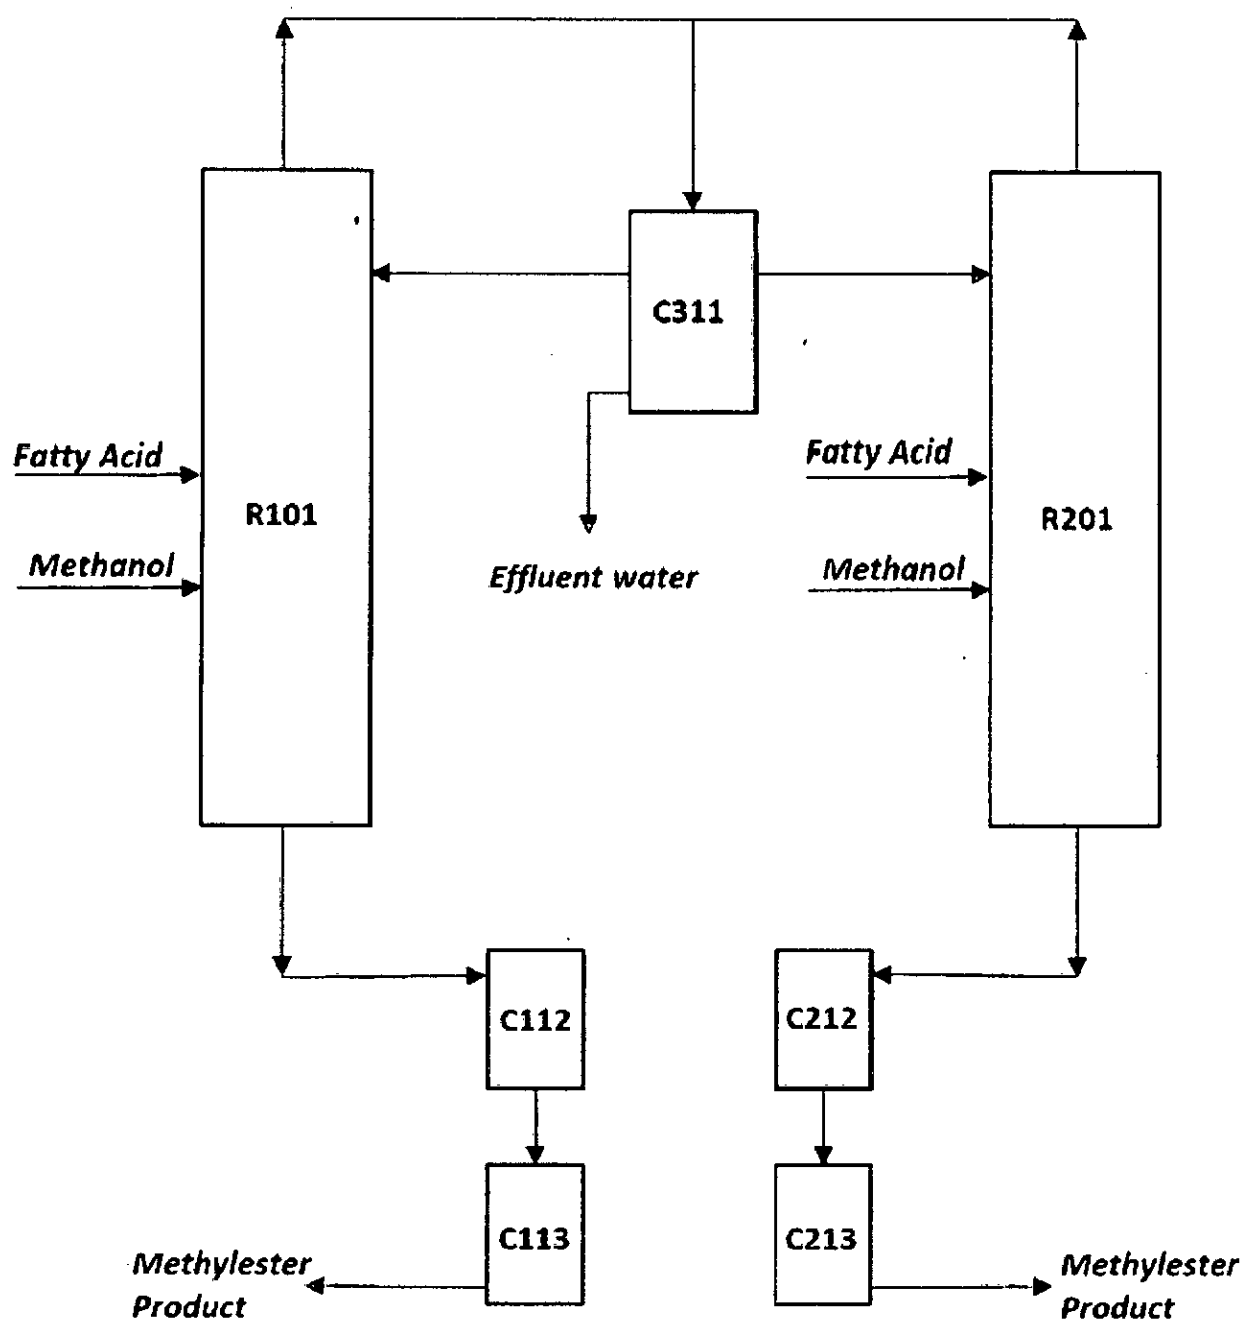 C311
Fatty Acid
R101
Methanol
Effluent water
Fatty Acid
R201
Methanol
C112
C212
C113
C213
Methylester
Product
Methylester
Product